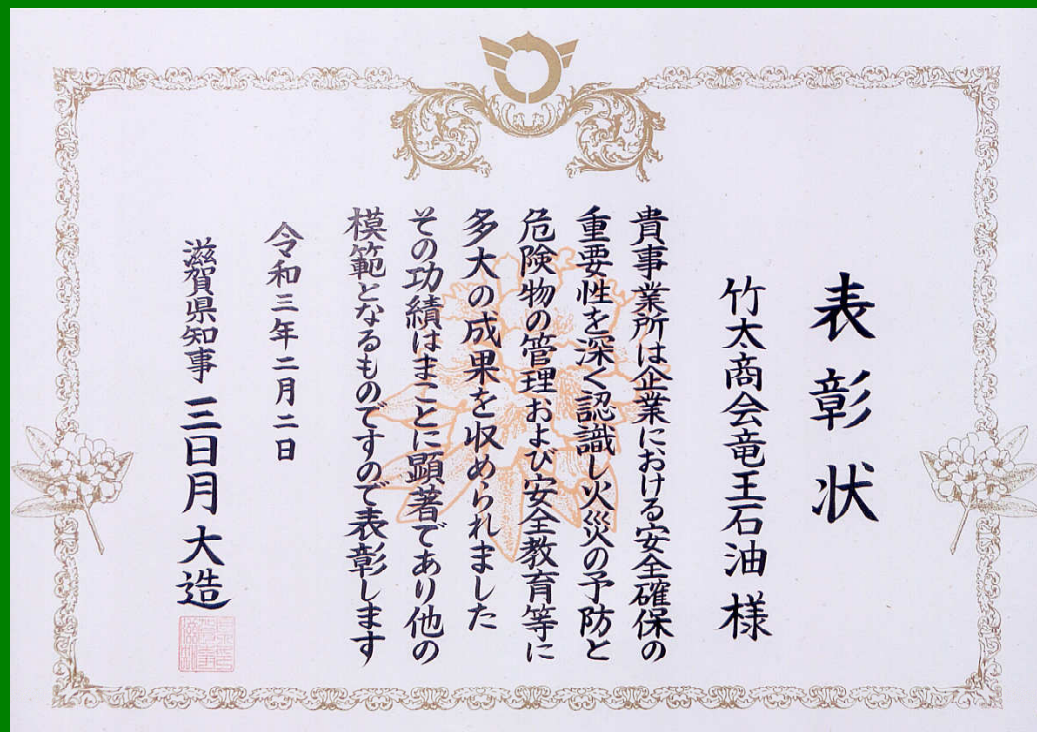 表彰状
竹太商会竜王石油様
貴事業所は企業における安全確保の
重要性を深く認識し火災の予防と
危険物の管理および安全教育等に
多大の成果を収められました
その功績はまことに顕著であり他の
模範となるものですので表彰します
令和三年二月二日
滋賀県知事 三日月大造